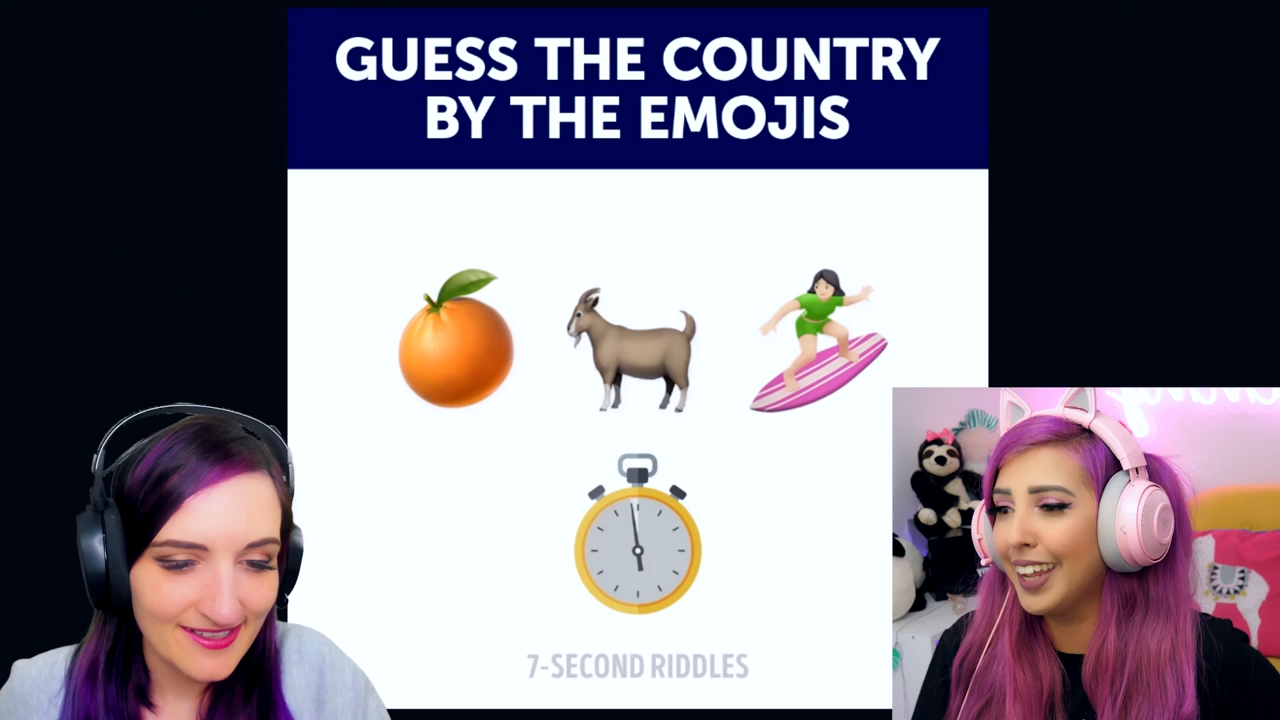 GUESS THE COUNTRY
BY THE EMOJIS
7-SECOND RIDDLES